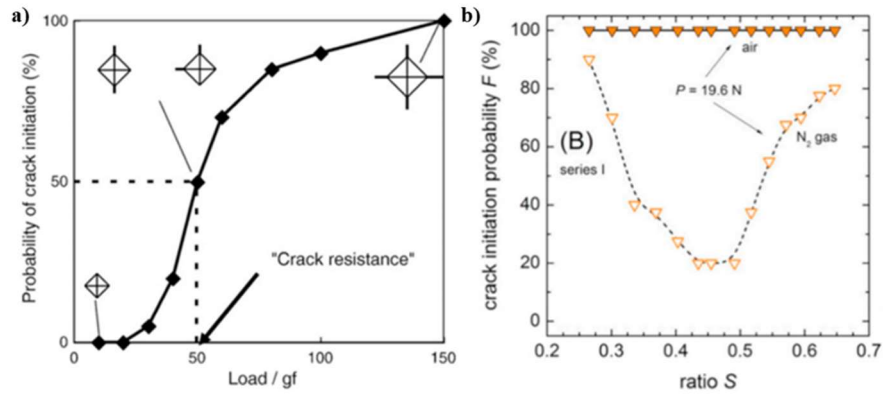 a)
Probability of crack initiation (%)
100
50
0
"Crack resistance"
0
50
100
150
Load / gf
b)
crack initiation probability F (%)
100
80
60
40
20
0
air
P = 19.6 N
N₂ gas
(B)
series I
0.2
0.3
0.4
0.5
0.6
0.7
ratio S